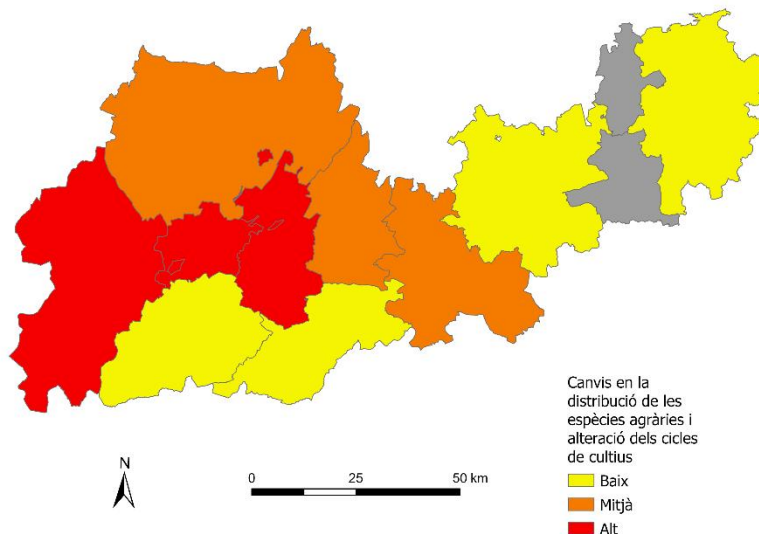 Canvis en la
distribució de les
espècies agràries i
alteració dels cicles
de cultius
Baix
Mitjà
Alt
N
0 25 50 km